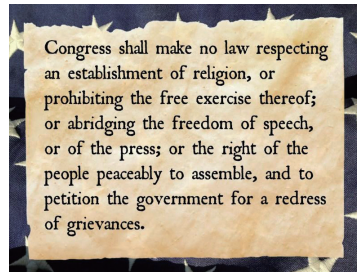 Congress shall make no law respecting
an establishment of religion, or
prohibiting the free exercise thereof;
or abridging the freedom of speech,
or of the press; or the right of the
people peaceably to assemble, and to
petition the government for a redress
of grievances.